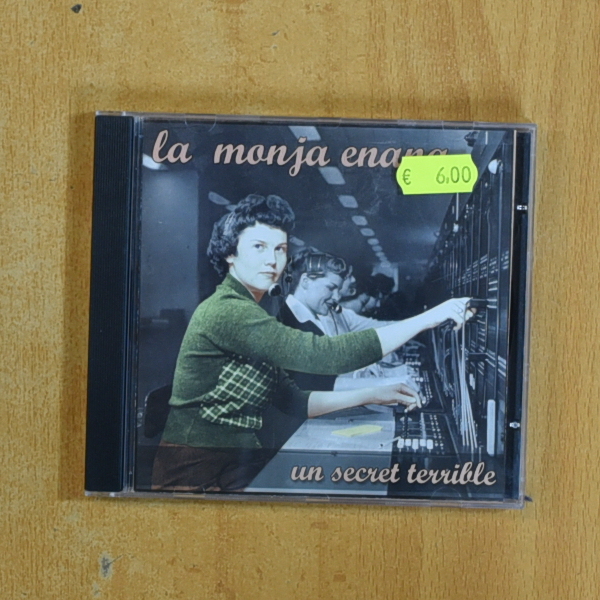 la monja enana
€ 6,00
un secret terrible